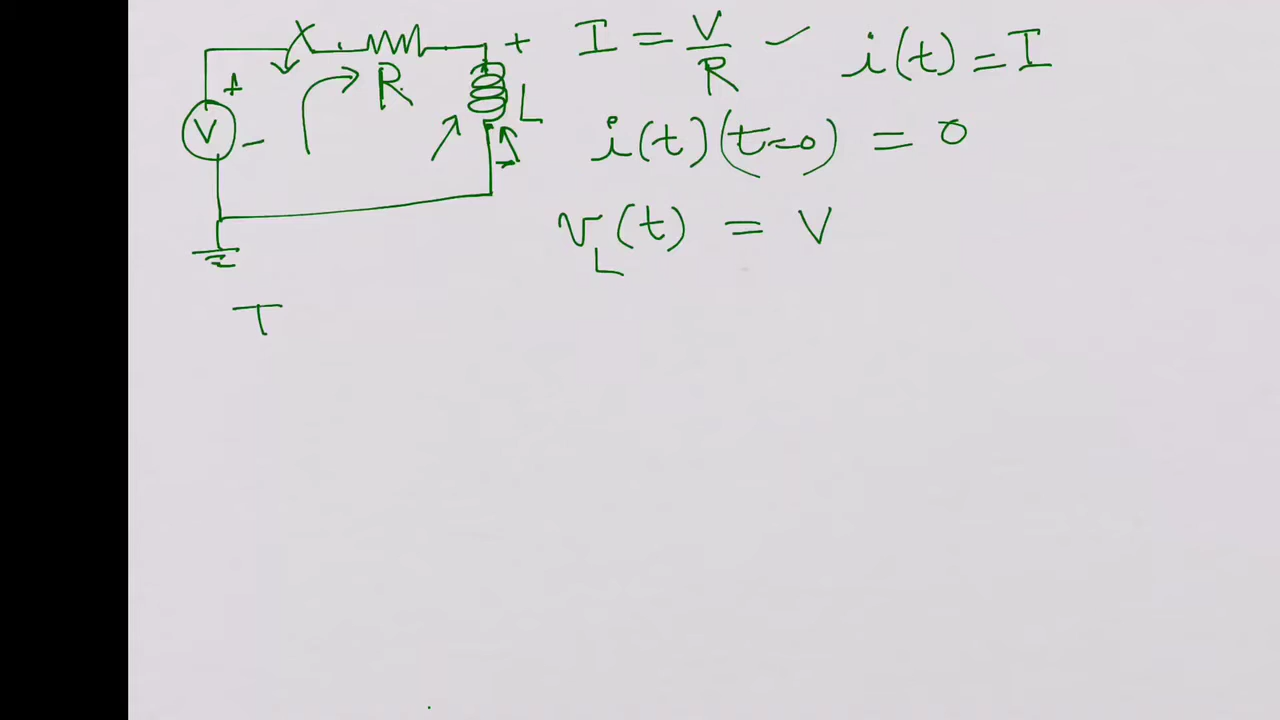 I = V/R ✓ i(t) = I
+ R + L
V -
i(t)(t=0) = 0
v_L(t) = V
T